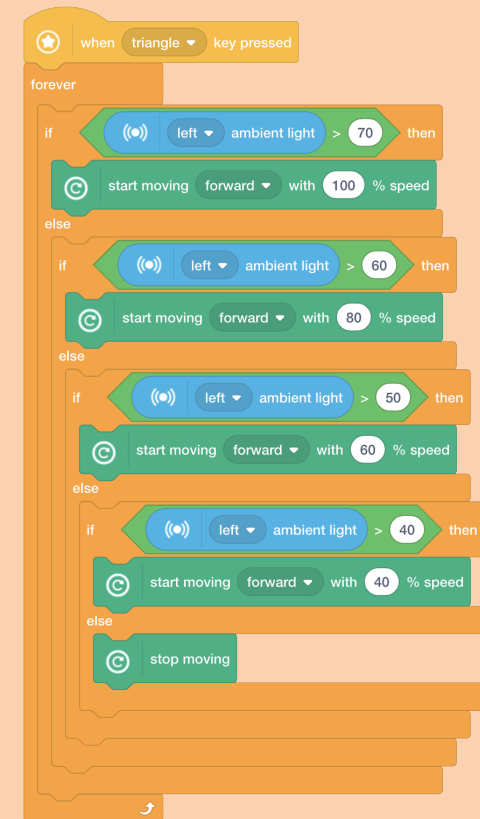 when triangle key pressed
forever
if left ambient light > 70 then
start moving forward with 100 % speed
else
if left ambient light > 60 then
start moving forward with 80 % speed
else
if left ambient light > 50 then
start moving forward with 60 % speed
else
if left ambient light > 40 then
start moving forward with 40 % speed
else
stop moving